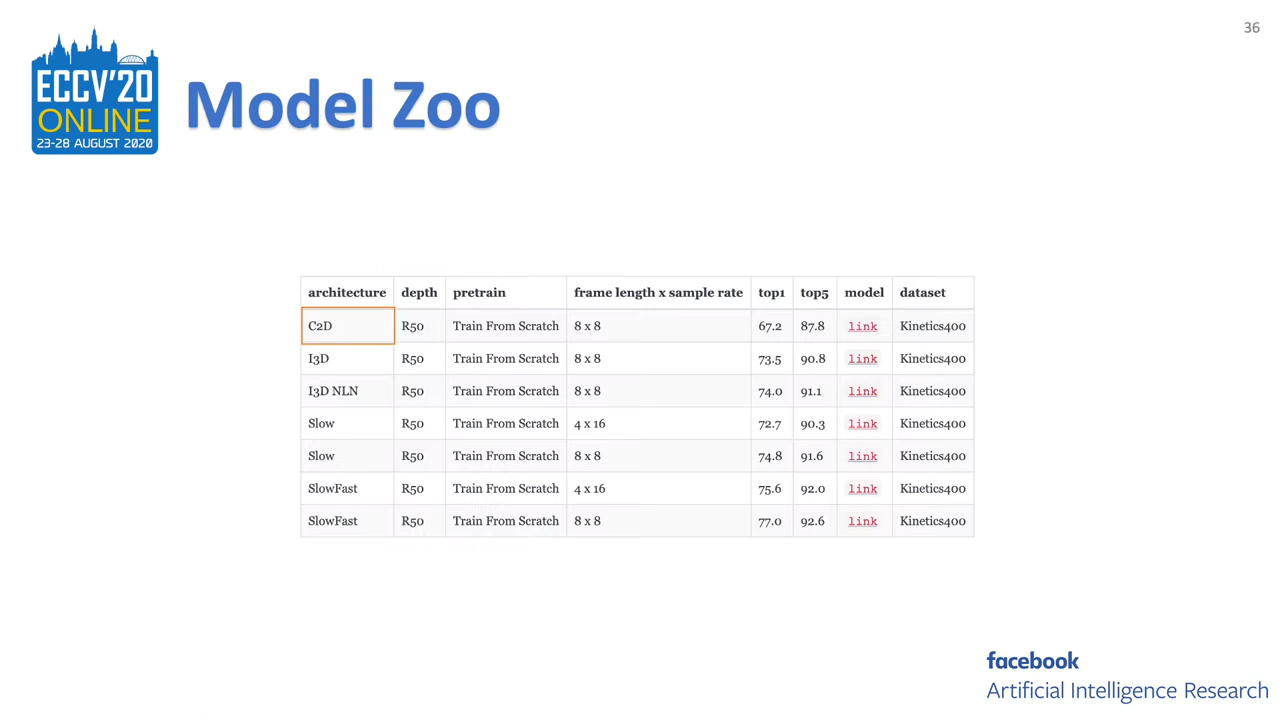 36
ECCV'20
ONLINE
23-28 AUGUST 2020
Model Zoo
architecture depth pretrain frame length x sample rate top1 top5 model dataset
C2D R50 Train From Scratch 8 x 8 67.2 87.8 link Kinetics400
I3D R50 Train From Scratch 8 x 8 73.5 90.8 link Kinetics400
I3D NLN R50 Train From Scratch 8 x 8 74.0 91.1 link Kinetics400
Slow R50 Train From Scratch 4 x 16 72.7 90.3 link Kinetics400
Slow R50 Train From Scratch 8 x 8 74.8 91.6 link Kinetics400
SlowFast R50 Train From Scratch 4 x 16 75.6 92.0 link Kinetics400
SlowFast R50 Train From Scratch 8 x 8 77.0 92.6 link Kinetics400
facebook
Artificial Intelligence Research